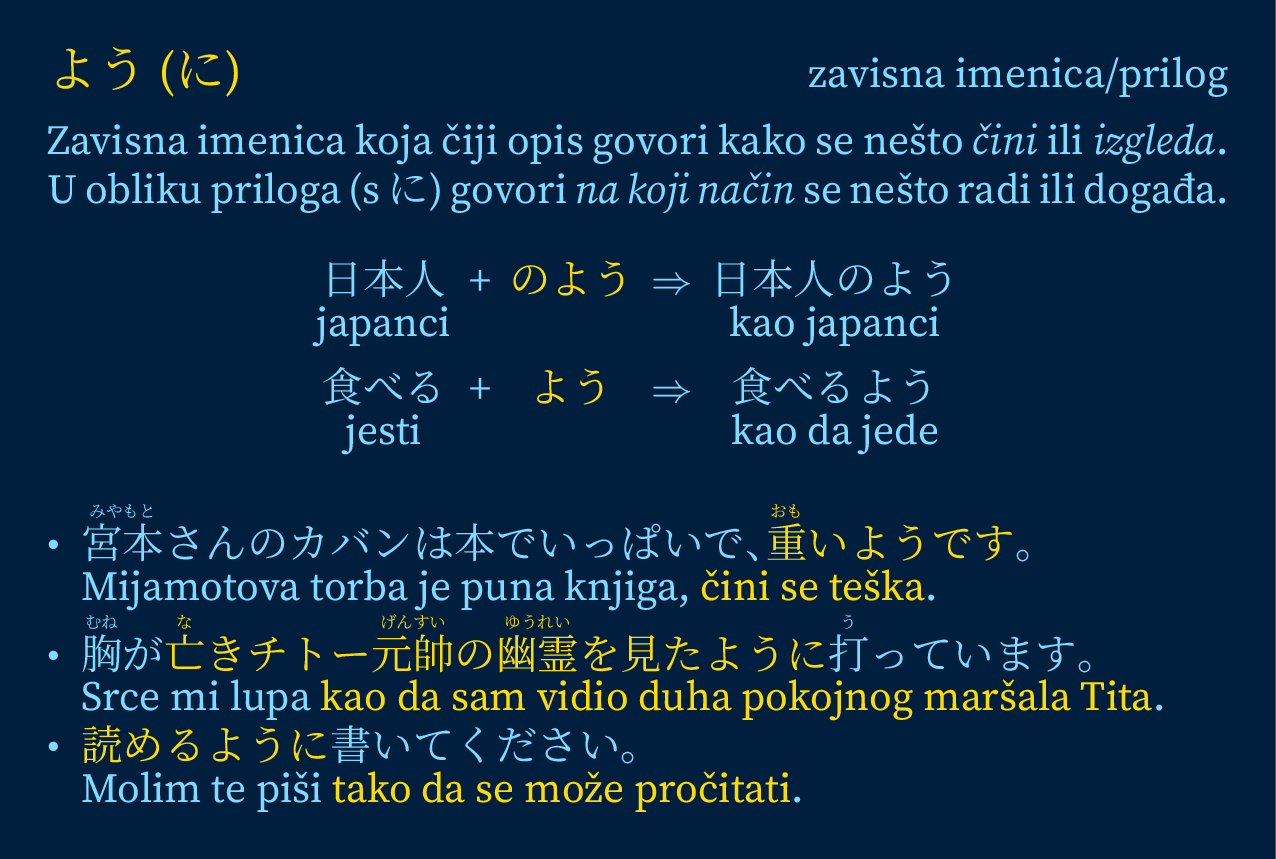 よう (に) zavisna imenica/prilog
Zavisna imenica koja čiji opis govori kako se nešto čini ili izgleda.
U obliku priloga (s に) govori na koji način se nešto radi ili događa.
日本人 + のよう ⇒ 日本人のよう
japanci kao japanci
食べる + よう ⇒ 食べるよう
jesti kao da jede
みやもと おも
• 宮本さんのカバンは本でいっぱいで、重いようです。
Mijamotova torba je puna knjiga, čini se teška.
むね な げんすい ゆうれい う
• 胸が亡きチトー元帥の幽霊を見たように打っています。
Srce mi lupa kao da sam vidio duha pokojnog maršala Tita.
• 読めるように書いてください。
Molim te piši tako da se može pročitati.